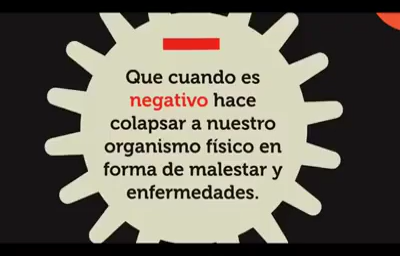 Que cuando es
negativo hace
colapsar a nuestro
organismo físico en
forma de malestar y
enfermedades.